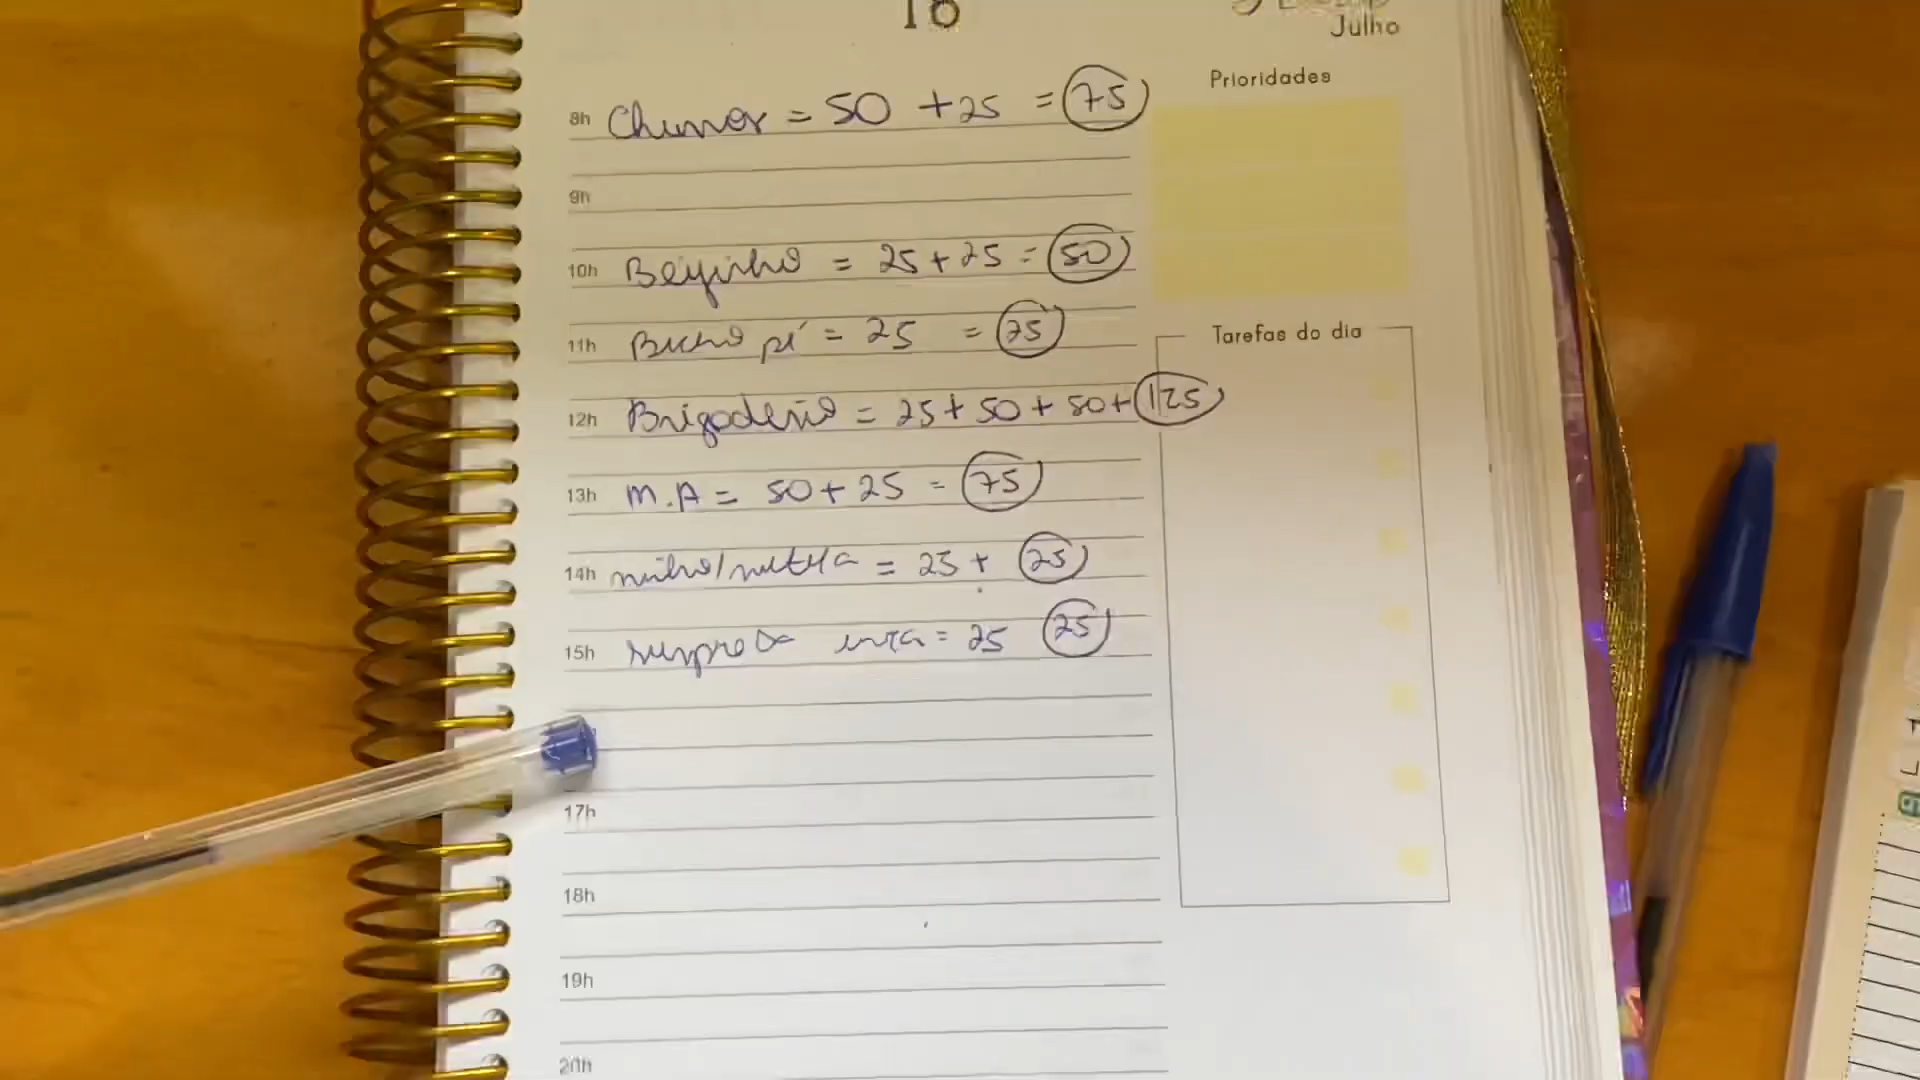 16
Julho
Prioridades
8h Churros = 50 + 25 = 75
9h
10h Beijinho = 25 + 25 = 50
11h Bicho pé = 25 = 25
Tarefas do dia
12h Brigadeiro = 25 + 50 + 50 + 125
13h M.A = 50 + 25 = 75
14h ninho/nutella = 25 + 25
15h surpresa uva = 25 25
17h
18h
19h
20h